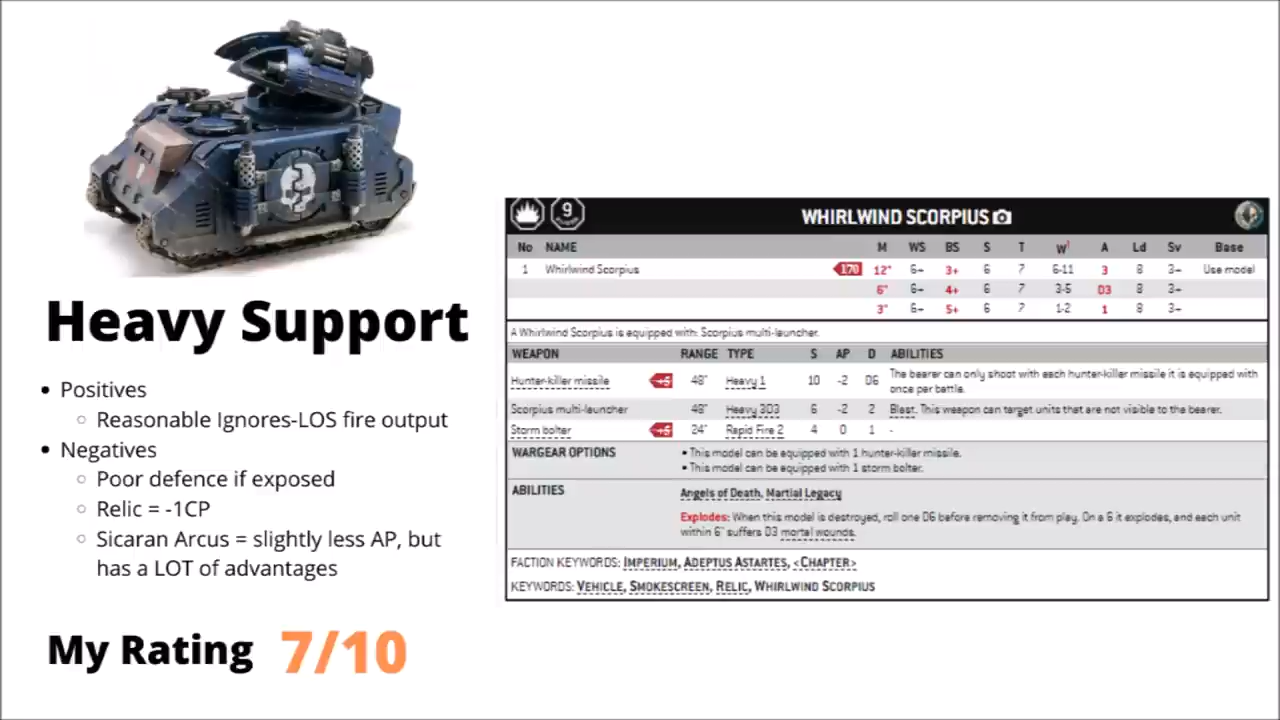 9
WHIRLWIND SCORPIUS
No NAME M WS BS S T W A Ld Sv Base
1 Whirlwind Scorpius 170 12" 6+ 3+ 6 7 6-11 3 8 3+ Use model
6" 6+ 4+ 6 7 3-5 D3 8 3+
3" 6+ 5+ 6 7 1-2 1 8 3+
A Whirlwind Scorpius is equipped with: Scorpius multi-launcher.
WEAPON RANGE TYPE S AP D ABILITIES
Hunter-killer missile +5 48" Heavy 1 10 -2 D6 The bearer can only shoot with each hunter-killer missile it is equipped with
once per battle.
Scorpius multi-launcher 48" Heavy 3D3 6 -2 2 Blast. This weapon can target units that are not visible to the bearer.
Storm bolter +5 24" Rapid Fire 2 4 0 1 -
WARGEAR OPTIONS • This model can be equipped with 1 hunter-killer missile.
• This model can be equipped with 1 storm bolter.
ABILITIES Angels of Death, Martial Legacy
Explodes: When this model is destroyed, roll one D6 before removing it from play. On a 6 it explodes, and each unit
within 6" suffers D3 mortal wounds.
FACTION KEYWORDS: IMPERIUM, ADEPTUS ASTARTES, <CHAPTER>
KEYWORDS: VEHICLE, SMOKESCREEN, RELIC, WHIRLWIND SCORPIUS
Heavy Support
• Positives
Reasonable Ignores-LOS fire output
• Negatives
Poor defence if exposed
Relic = -1CP
Sicaran Arcus = slightly less AP, but
has a LOT of advantages
My Rating 7/10